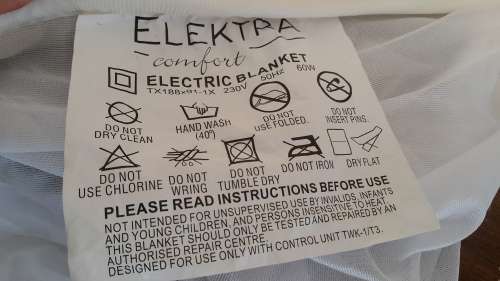 ELEKTRA
comfort
ELECTRIC BLANKET
TX188x91-1X 230V 50Hz 60W
DO NOT DRY CLEAN
HAND WASH (40°)
DO NOT USE FOLDED.
DO NOT INSERT PINS.
DO NOT USE CHLORINE
DO NOT WRING
DO NOT TUMBLE DRY
DO NOT IRON
DRY FLAT
PLEASE READ INSTRUCTIONS BEFORE USE
NOT INTENDED FOR UNSUPERVISED USE BY INVALIDS, INFANTS
AND YOUNG CHILDREN, AND PERSONS INSENSITIVE TO HEAT.
THIS BLANKET SHOULD ONLY BE TESTED AND REPAIRED BY AN
AUTHORISED REPAIR CENTRE.
DESIGNED FOR USE ONLY WITH CONTROL UNIT TWK-1/T3.